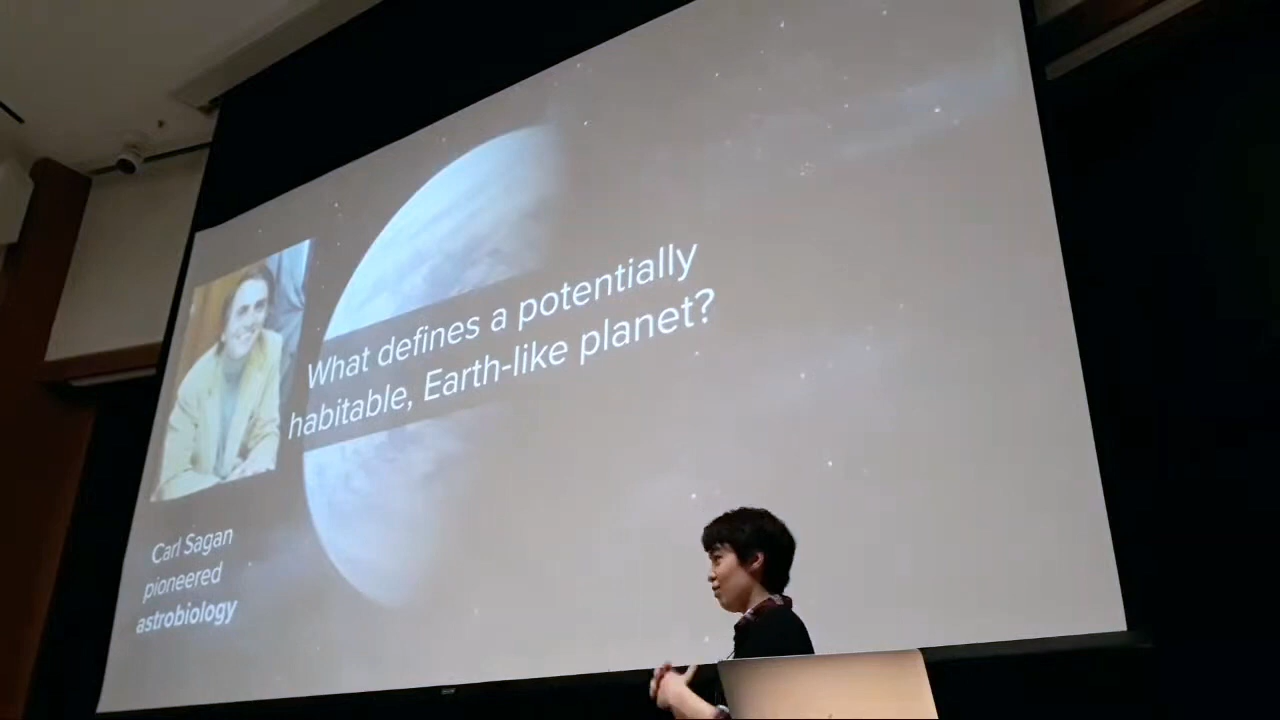 What defines a potentially
habitable, Earth-like planet?
Carl Sagan
pioneered
astrobiology